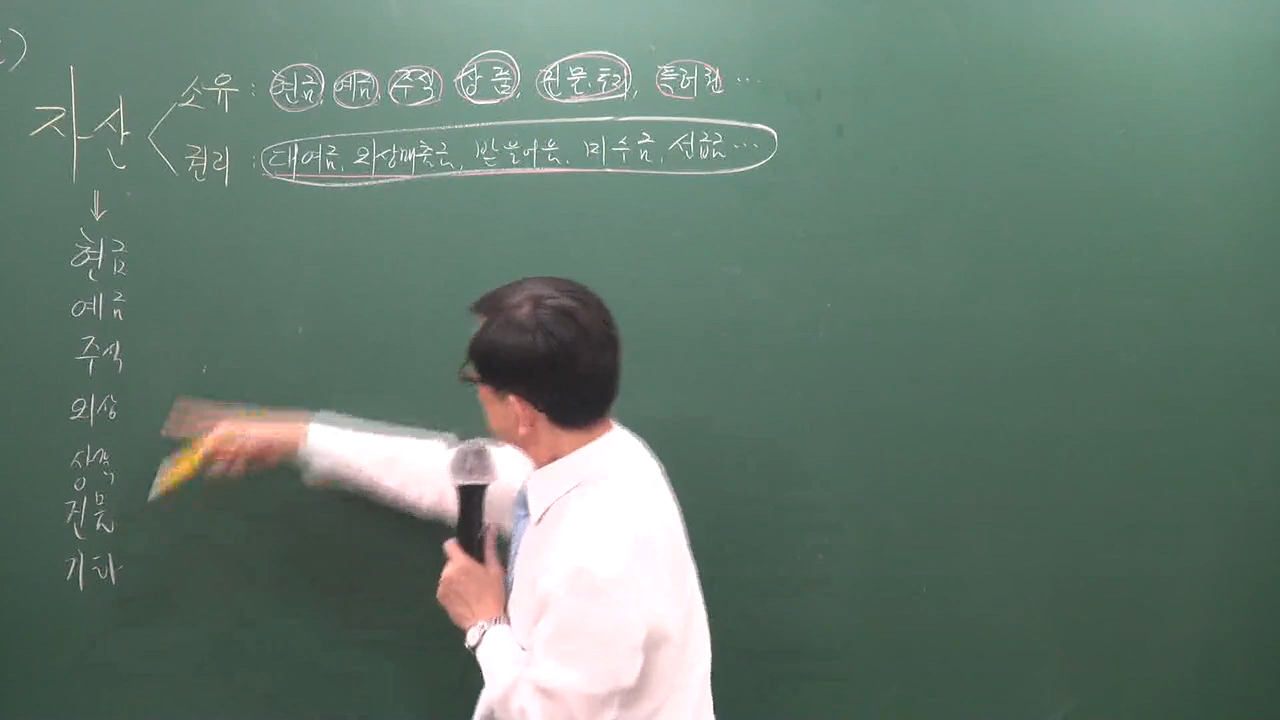 자산
소유 : 현금, 예금, 주식, 상품, 건물, 토지, 특허권 …
권리 : 대여금, 외상매출금, 받을어음, 미수금, 선급금 …
⇓
현금
예금
주식
외상
상품
건물
기타